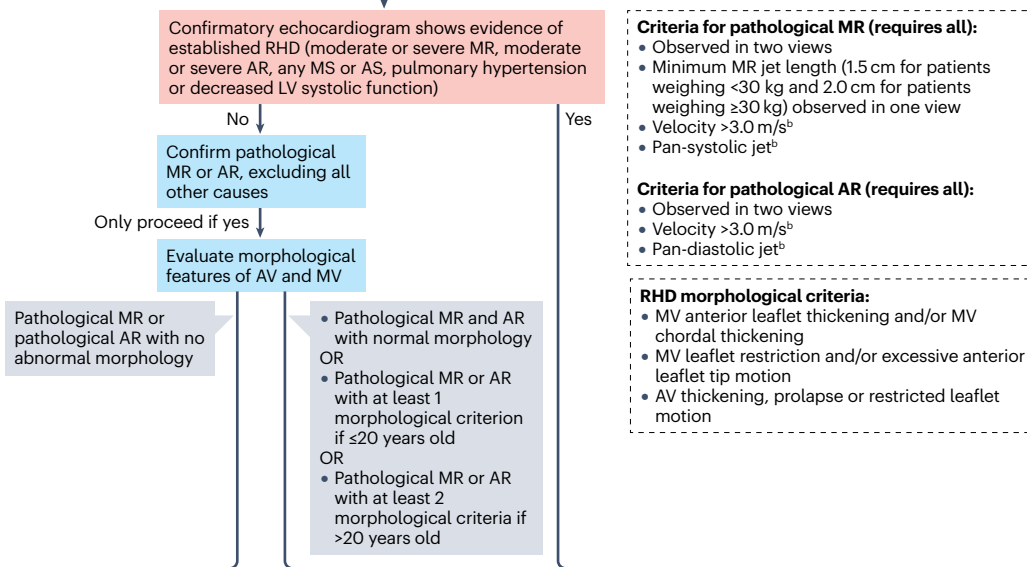 Confirmatory echocardiogram shows evidence of
established RHD (moderate or severe MR, moderate
or severe AR, any MS or AS, pulmonary hypertension
or decreased LV systolic function)
No
Yes
Confirm pathological
MR or AR, excluding all
other causes
Only proceed if yes
Evaluate morphological
features of AV and MV
Pathological MR or
pathological AR with no
abnormal morphology
• Pathological MR and AR
with normal morphology
OR
• Pathological MR or AR
with at least 1
morphological criterion
if ≤20 years old
OR
• Pathological MR or AR
with at least 2
morphological criteria if
>20 years old
Criteria for pathological MR (requires all):
• Observed in two views
• Minimum MR jet length (1.5 cm for patients
weighing <30 kg and 2.0 cm for patients
weighing ≥30 kg) observed in one view
• Velocity >3.0 m/sᵇ
• Pan-systolic jetᵇ
Criteria for pathological AR (requires all):
• Observed in two views
• Velocity >3.0 m/sᵇ
• Pan-diastolic jetᵇ
RHD morphological criteria:
• MV anterior leaflet thickening and/or MV
chordal thickening
• MV leaflet restriction and/or excessive anterior
leaflet tip motion
• AV thickening, prolapse or restricted leaflet
motion